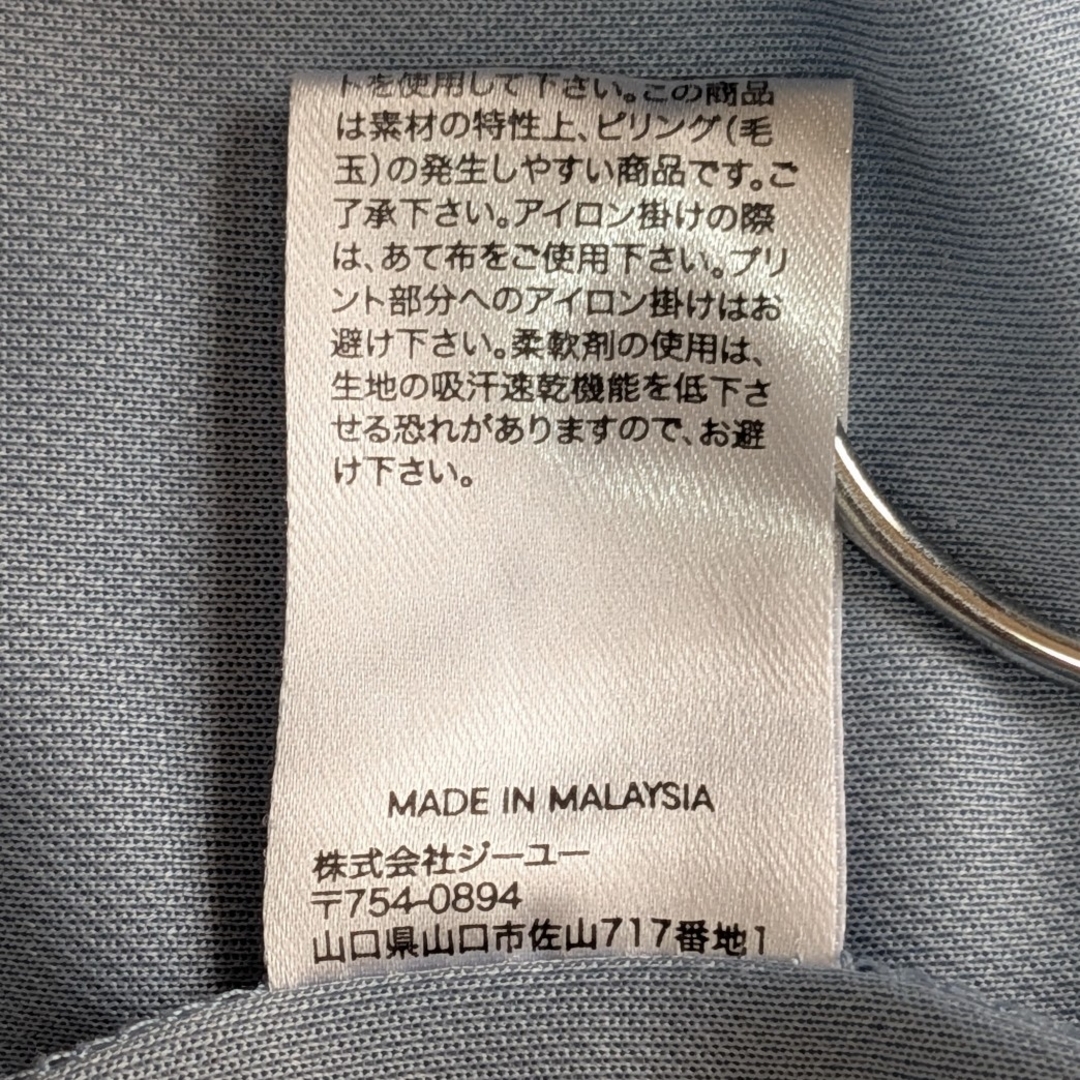 トを使用して下さい。この商品
は素材の特性上、ピリング(毛
玉)の発生しやすい商品です。ご
了承下さい。アイロン掛けの際
は、あて布をご使用下さい。プリ
ント部分へのアイロン掛けはお
避け下さい。柔軟剤の使用は、
生地の吸汗速乾機能を低下さ
せる恐れがありますので、お避
け下さい。
MADE IN MALAYSIA
株式会社ジーユー
〒754-0894
山口県山口市佐山717番地1